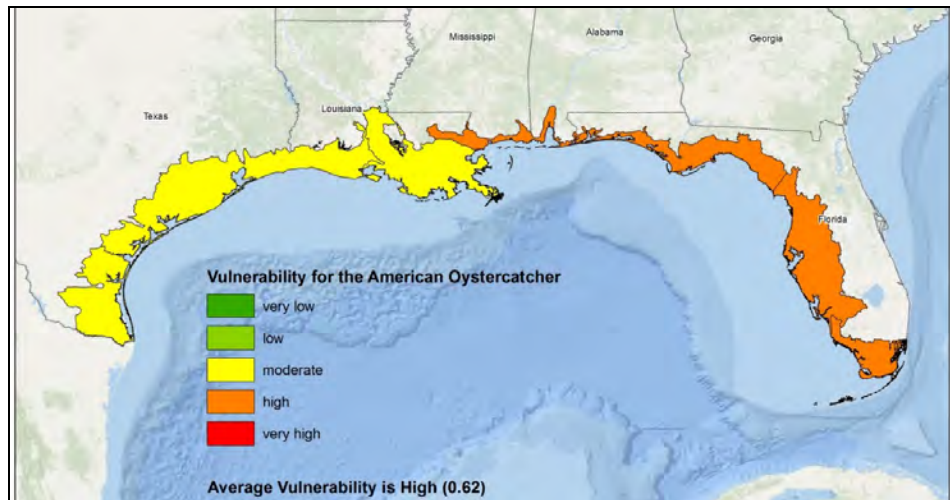 Mississippi
Alabama
Georgia
Louisiana
Texas
Florida
Vulnerability for the American Oystercatcher
very low
low
moderate
high
very high
Average Vulnerability is High (0.62)